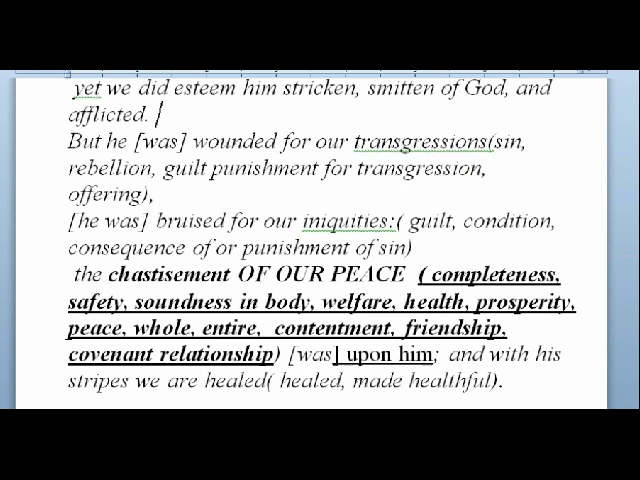 yet we did esteem him stricken, smitten of God, and
afflicted.
But he [was] wounded for our transgressions(sin,
rebellion, guilt punishment for transgression,
offering),
[he was] bruised for our iniquities:( guilt, condition,
consequence of or punishment of sin)
the chastisement OF OUR PEACE ( completeness,
safety, soundness in body, welfare, health, prosperity,
peace, whole, entire, contentment, friendship,
covenant relationship) [was] upon him; and with his
stripes we are healed( healed, made healthful).